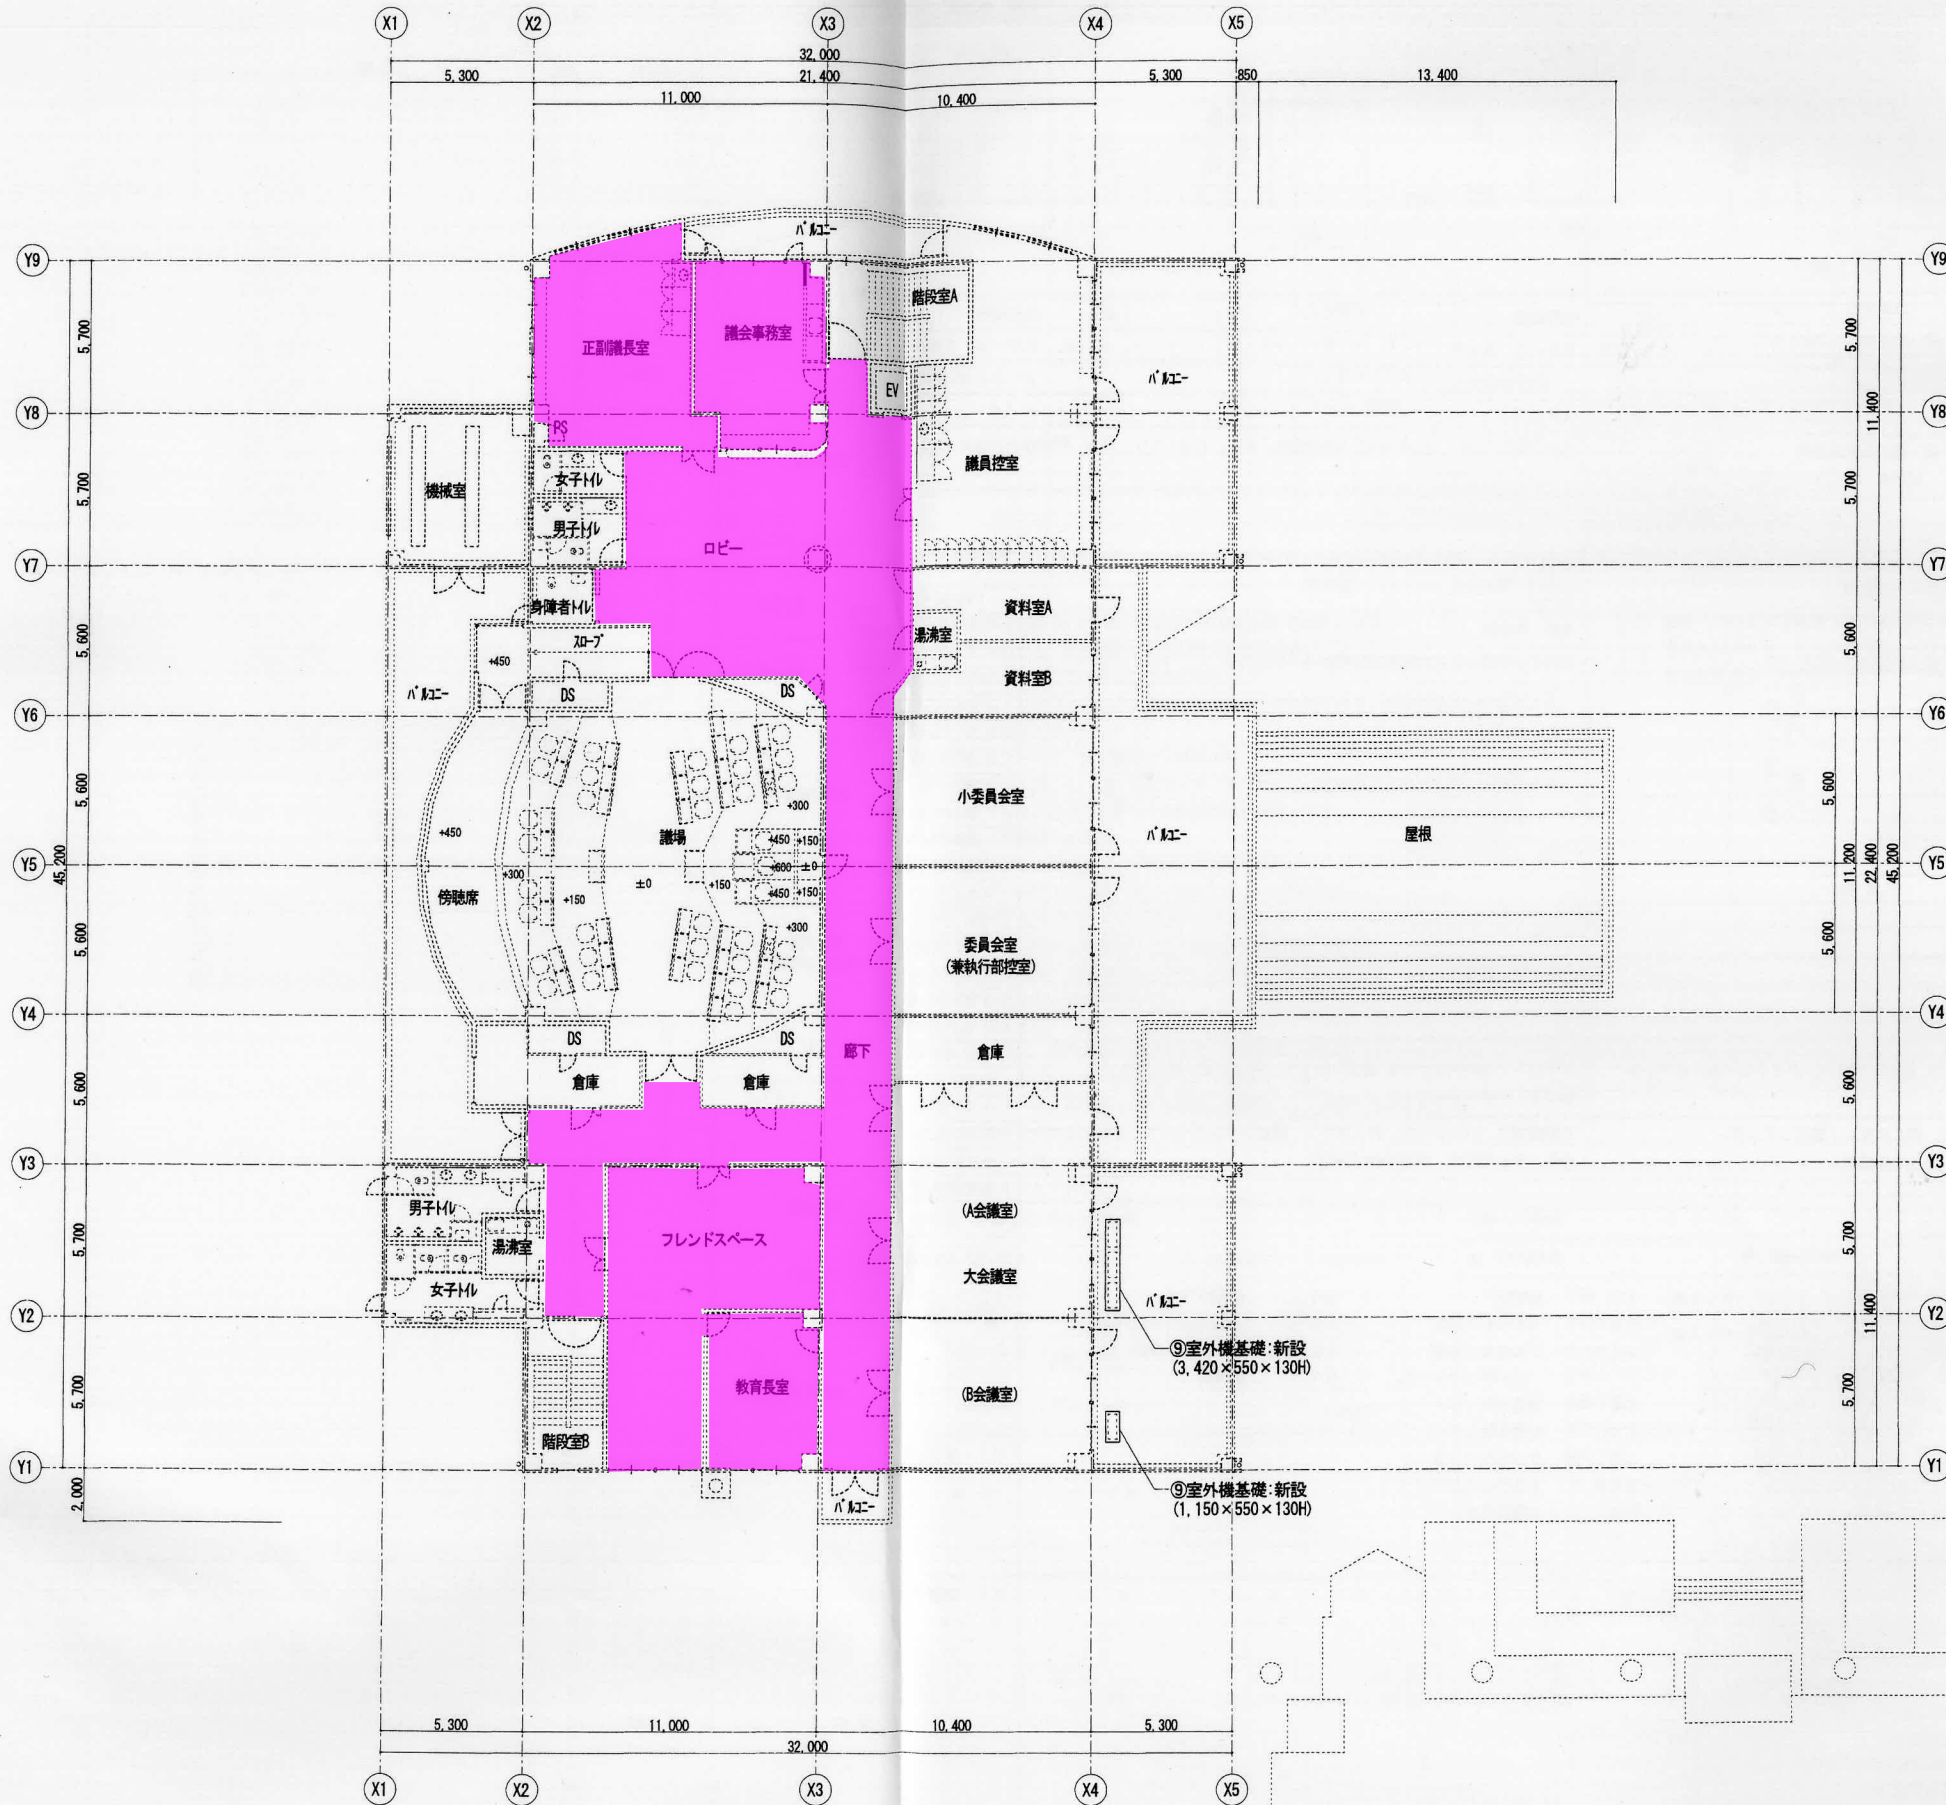 X1 X2 X3 X4 X5
32,000
5,300 21,400 5,300 850 13,400
11,000 10,400
バルコニー
Y9 Y9
階段室A
5,700 議会事務室 5,700
正副議長室
バルコニー
EV
Y8 11,400 Y8
PS
議員控室
女子トイレ
機械室
5,700 5,700
男子トイレ
ロビー
Y7 Y7
身障者トイレ 資料室A
湯沸室
5,600 スロープ 5,600
+450
資料室B
バルコニー DS DS
Y6 Y6
5,600 小委員会室 5,600
+300
+450 議場 バルコニー 屋根
+450 +150
Y5 45,200 11,200 22,400 45,200 Y5
+300 +600 ±0
±0 +150
傍聴席 +150 +450 +150
+300
5,600 委員会室 5,600
(兼執行部控室)
Y4 Y4
DS DS
廊下 倉庫
倉庫 倉庫
5,600 5,600
Y3 Y3
男子トイレ (A会議室)
5,700 湯沸室 フレンドスペース 5,700
大会議室
女子トイレ
バルコニー
Y2 11,400 Y2
⑨室外機基礎:新設
(3,420×550×130H)
5,700 教育長室 (B会議室) 5,700
階段室B
Y1 Y1
2,000 ⑨室外機基礎:新設
バルコニー (1,150×550×130H)
5,300 11,000 10,400 5,300
32,000
X1 X2 X3 X4 X5